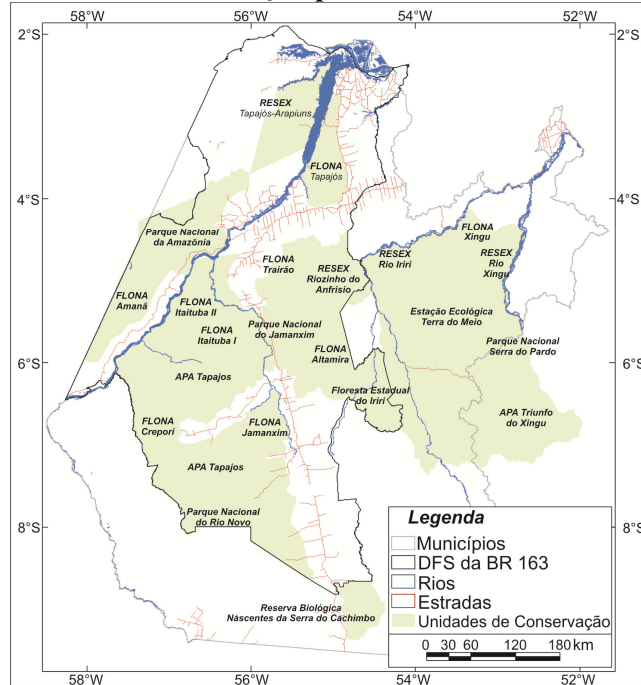 58°W 56°W 54°W 52°W
2°S
RESEX
Tapajós-Arapiuns
FLONA
Tapajós
4°S
Parque Nacional
da Amazônia
FLONA
Xingu
FLONA
Trairão
RESEX
Rio Iriri
RESEX
Rio
Xingu
RESEX
Riozinho do
Anfrisio
FLONA
Amanã
FLONA
Itaituba II
FLONA
Itaituba I
Estação Ecológica
Terra do Meio
Parque Nacional
do Jamanxim
Parque Nacional
Serra do Pardo
6°S
FLONA
Altamira
APA Tapajos
Floresta Estadual
do Iriri
APA Triunfo
do Xingu
FLONA
Crepori
FLONA
Jamanxim
APA Tapajos
Parque Nacional
do Rio Novo
8°S
Reserva Biológica
Nascentes da Serra do Cachimbo
Legenda
Municípios
DFS da BR 163
Rios
Estradas
Unidades de Conservação
0 30 60 120 180 km
58°W 56°W 54°W 52°W